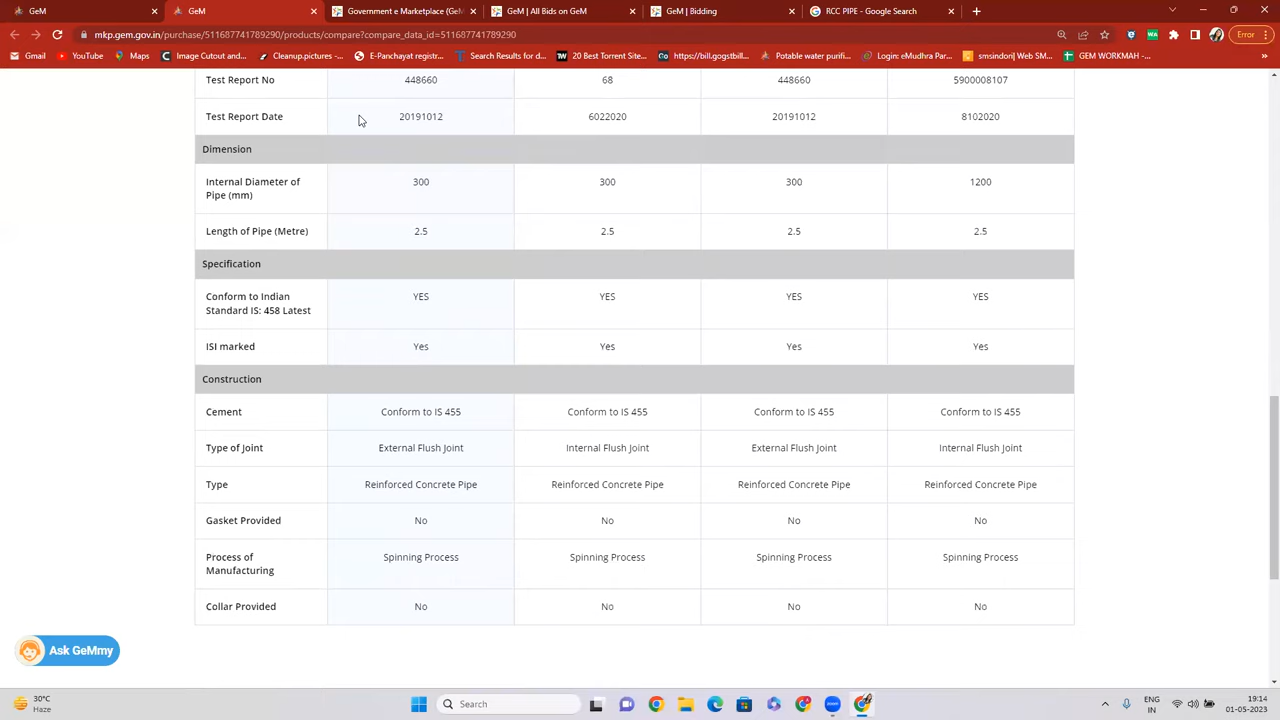 GeM
GeM
Government e Marketplace (GeM
GeM | All Bids on GeM
GeM | Bidding
RCC PIPE - Google Search
mkp.gem.gov.in/purchase/511687741789290/products/compare?compare_data_id=511687741789290
Error
Gmail YouTube Maps Image Cutout and... Cleanup.pictures -... E-Panchayat registr... Search Results for... 20 Best Torrent Site... https://bill.gogstbill... Potable water purifi... Login: eMudhra Par... smsindori| Web SM... GEM WORKMAH -...
Test Report No 448660 68 448660 5900008107
Test Report Date 20191012 6022020 20191012 8102020
Dimension
Internal Diameter of 300 300 300 1200
Pipe (mm)
Length of Pipe (Metre) 2.5 2.5 2.5 2.5
Specification
Conform to Indian YES YES YES YES
Standard IS: 458 Latest
ISI marked Yes Yes Yes Yes
Construction
Cement Conform to IS 455 Conform to IS 455 Conform to IS 455 Conform to IS 455
Type of Joint External Flush Joint Internal Flush Joint External Flush Joint Internal Flush Joint
Type Reinforced Concrete Pipe Reinforced Concrete Pipe Reinforced Concrete Pipe Reinforced Concrete Pipe
Gasket Provided No No No No
Process of Spinning Process Spinning Process Spinning Process Spinning Process
Manufacturing
Collar Provided No No No No
Ask GeMmy
30°C
Haze
Search
ENG
IN
19:14
01-05-2023